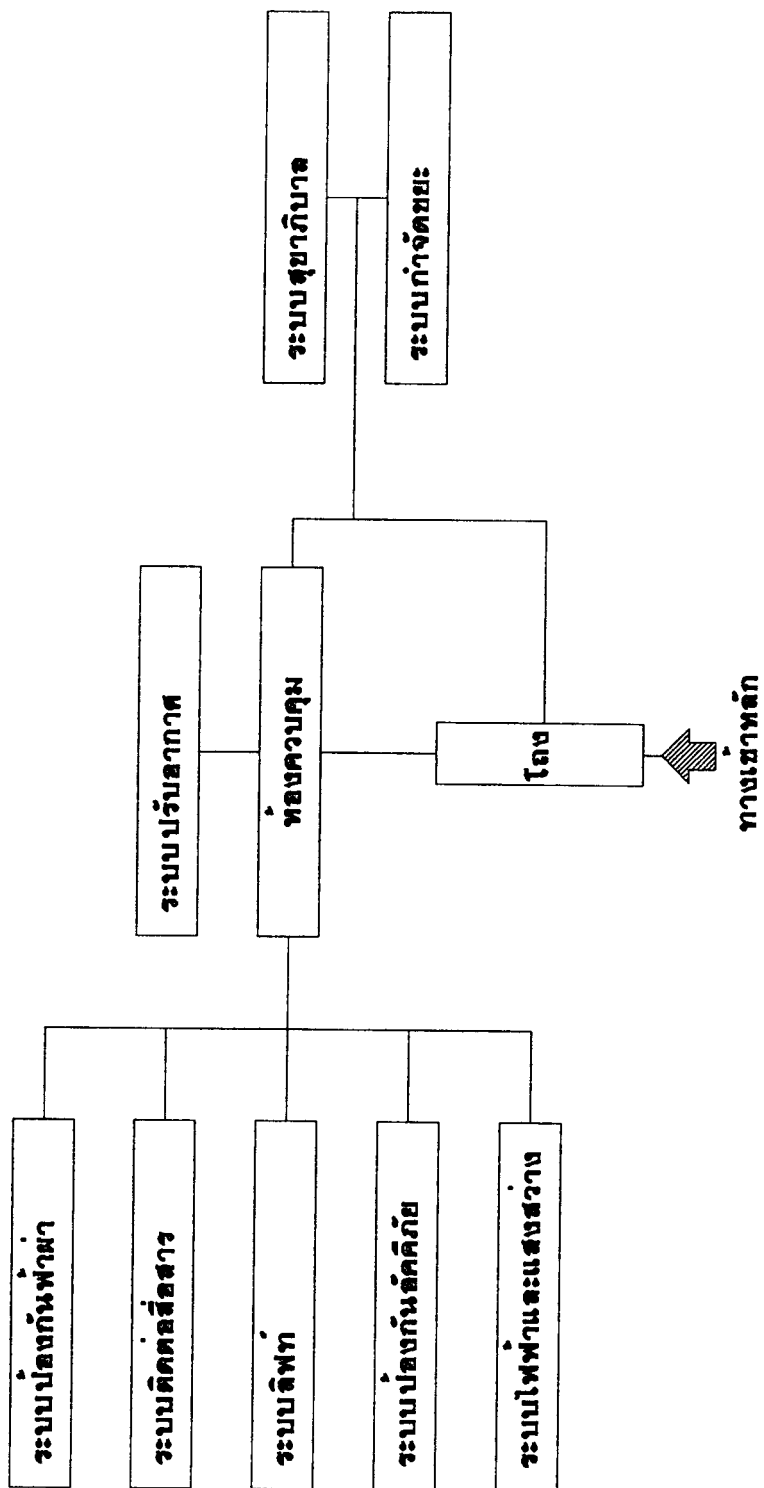 ระบบป้องกันฟ้าผ่า
ระบบติดต่อสื่อสาร
ระบบลิฟท์
ระบบป้องกันอัคคีภัย
ระบบไฟฟ้าและแสงสว่าง
ระบบปรับอากาศ
ห้องควบคุม
โถง
ทางเข้าหลัก
ระบบสุขาภิบาล
ระบบกำจัดขยะ